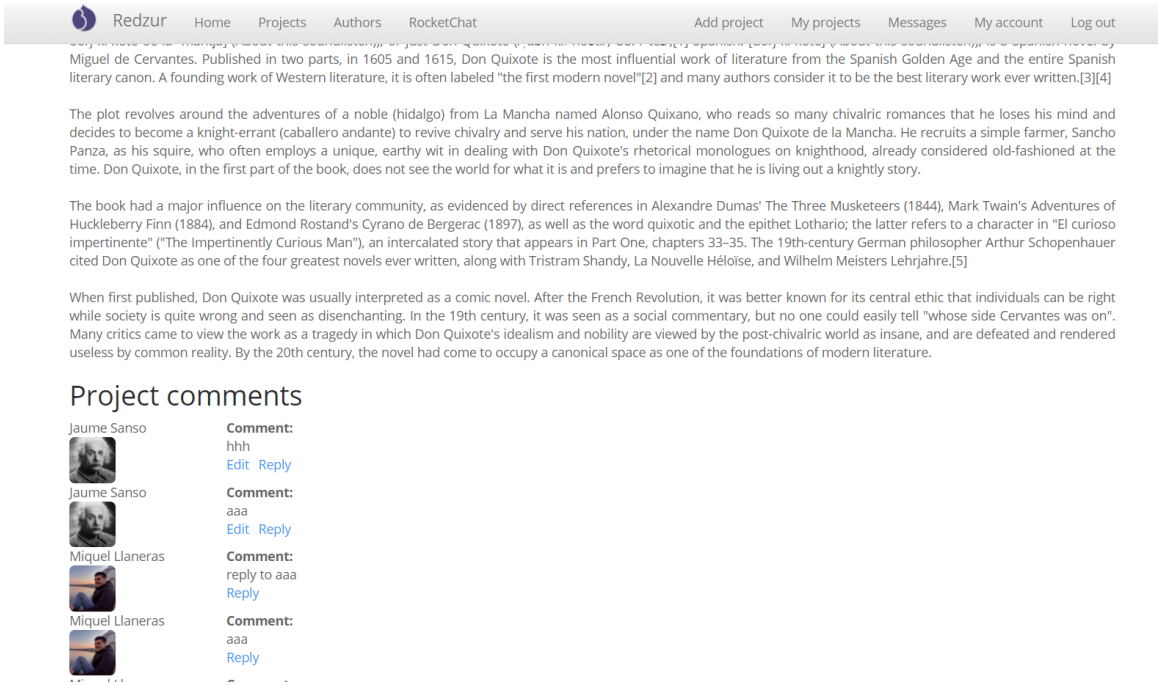 Redzur Home Projects Authors RocketChat Add project My projects Messages My account Log out
Miguel de Cervantes. Published in two parts, in 1605 and 1615, Don Quixote is the most influential work of literature from the Spanish Golden Age and the entire Spanish
literary canon. A founding work of Western literature, it is often labeled "the first modern novel"[2] and many authors consider it to be the best literary work ever written.[3][4]
The plot revolves around the adventures of a noble (hidalgo) from La Mancha named Alonso Quixano, who reads so many chivalric romances that he loses his mind and
decides to become a knight-errant (caballero andante) to revive chivalry and serve his nation, under the name Don Quixote de la Mancha. He recruits a simple farmer, Sancho
Panza, as his squire, who often employs a unique, earthy wit in dealing with Don Quixote's rhetorical monologues on knighthood, already considered old-fashioned at the
time. Don Quixote, in the first part of the book, does not see the world for what it is and prefers to imagine that he is living out a knightly story.
The book had a major influence on the literary community, as evidenced by direct references in Alexandre Dumas' The Three Musketeers (1844), Mark Twain's Adventures of
Huckleberry Finn (1884), and Edmond Rostand's Cyrano de Bergerac (1897), as well as the word quixotic and the epithet Lothario; the latter refers to a character in "El curioso
impertinente" ("The Impertinently Curious Man"), an intercalated story that appears in Part One, chapters 33–35. The 19th-century German philosopher Arthur Schopenhauer
cited Don Quixote as one of the four greatest novels ever written, along with Tristram Shandy, La Nouvelle Héloïse, and Wilhelm Meisters Lehrjahre.[5]
When first published, Don Quixote was usually interpreted as a comic novel. After the French Revolution, it was better known for its central ethic that individuals can be right
while society is quite wrong and seen as disenchanting. In the 19th century, it was seen as a social commentary, but no one could easily tell "whose side Cervantes was on".
Many critics came to view the work as a tragedy in which Don Quixote's idealism and nobility are viewed by the post-chivalric world as insane, and are defeated and rendered
useless by common reality. By the 20th century, the novel had come to occupy a canonical space as one of the foundations of modern literature.
Project comments
Jaume Sanso Comment:
hhh
Edit Reply
Jaume Sanso Comment:
aaa
Edit Reply
Miquel Llaneras Comment:
reply to aaa
Reply
Miquel Llaneras Comment:
aaa
Reply